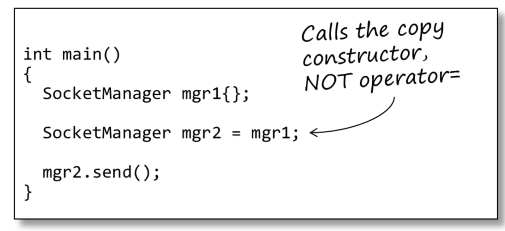 int main()
{
SocketManager mgr1{};
SocketManager mgr2 = mgr1;
mgr2.send();
}
Calls the copy
constructor,
NOT operator=